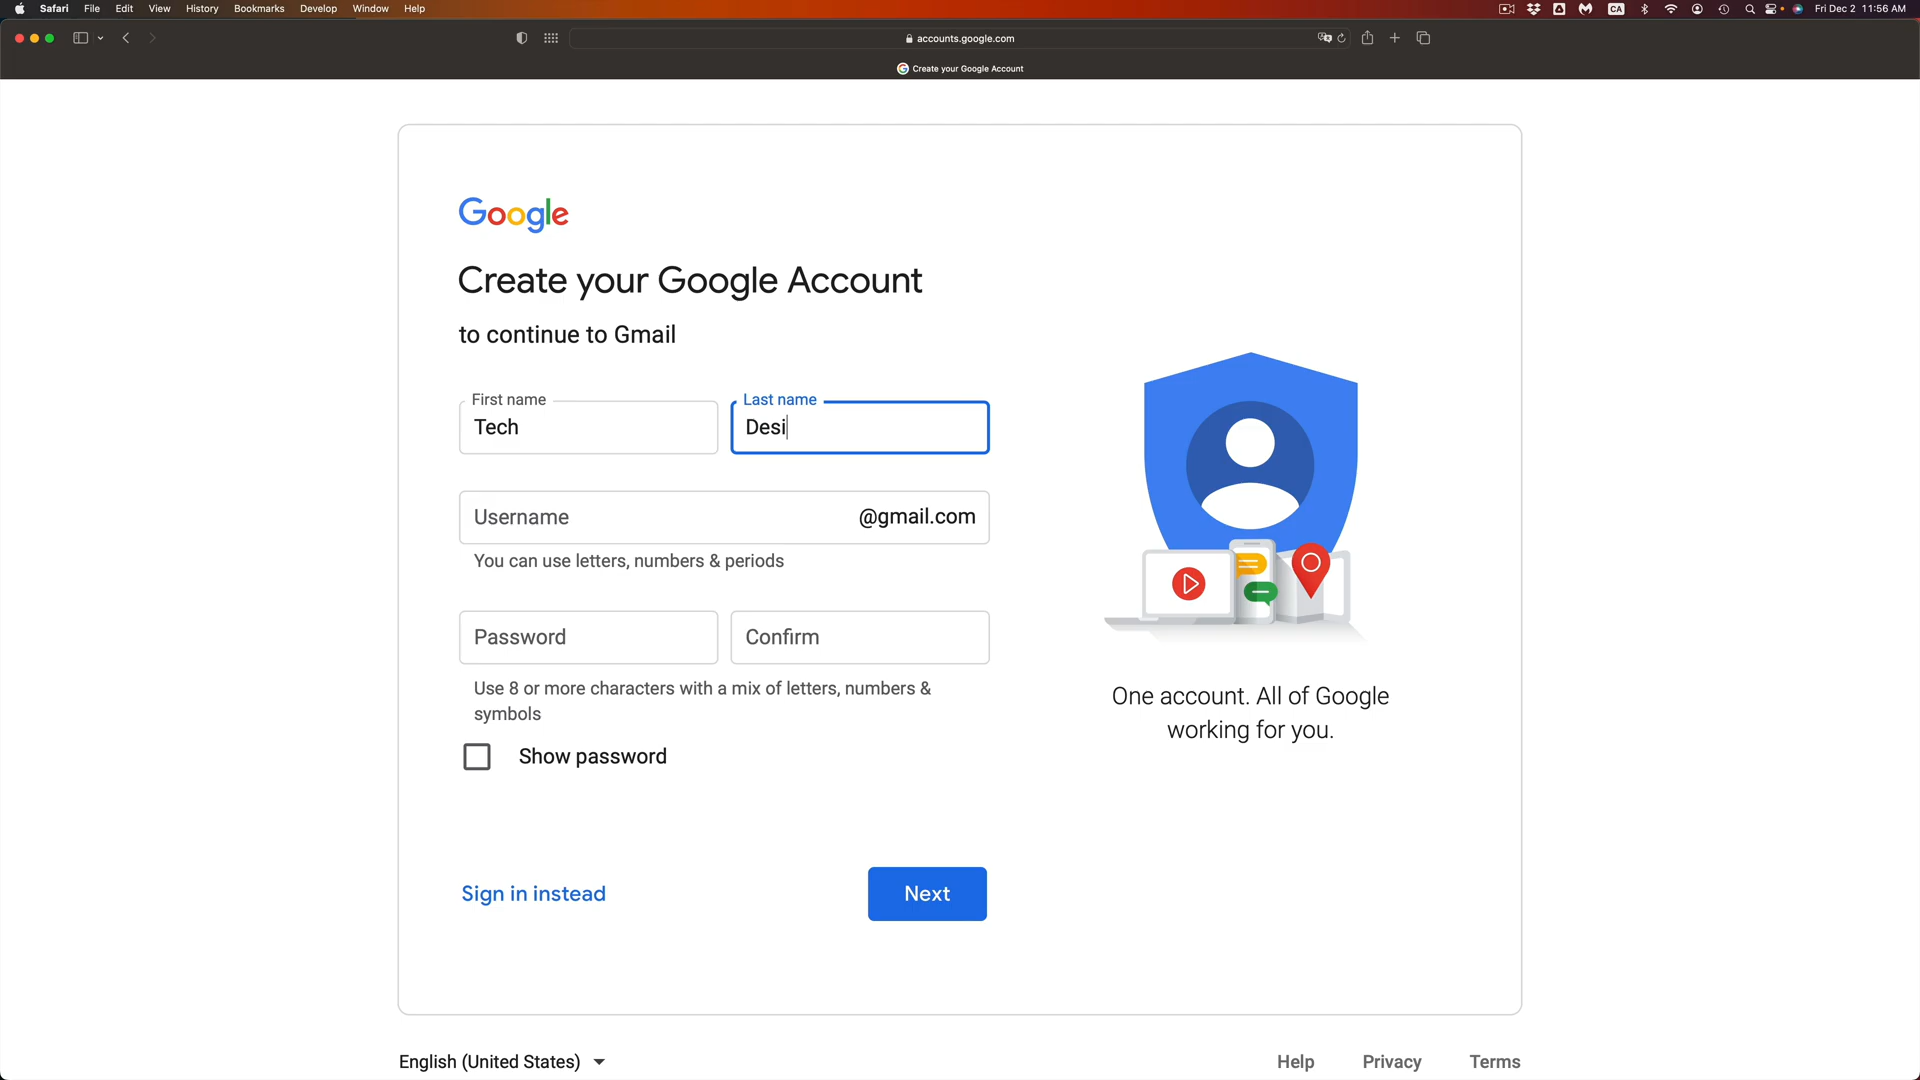 Safari File Edit View History Bookmarks Develop Window Help CA Fri Dec 2 11:56 AM
accounts.google.com
Create your Google Account
Google
Create your Google Account
to continue to Gmail
First name Last name
Tech Desi
Username @gmail.com
You can use letters, numbers & periods
Password Confirm
Use 8 or more characters with a mix of letters, numbers &
symbols
Show password
One account. All of Google
working for you.
Sign in instead Next
English (United States) Help Privacy Terms